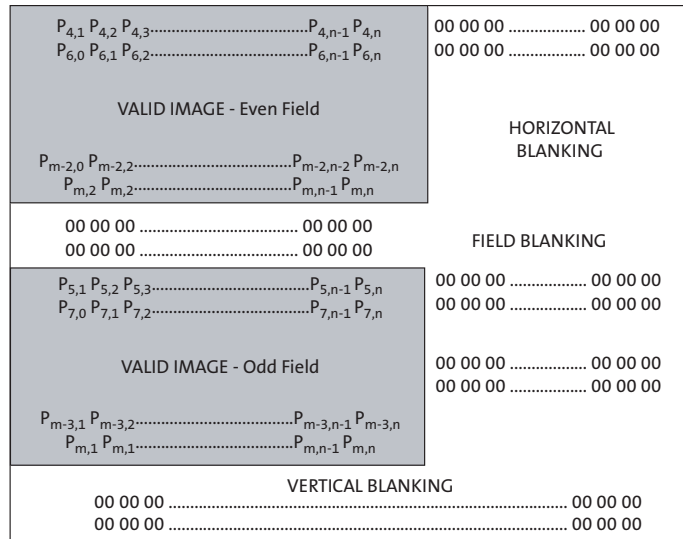 P4,1 P4,2 P4,3..................................P4,n-1 P4,n 00 00 00 ................. 00 00 00
P6,0 P6,1 P6,2..................................P6,n-1 P6,n 00 00 00 ................. 00 00 00
VALID IMAGE - Even Field
HORIZONTAL
BLANKING
Pm-2,0 Pm-2,2..................................Pm-2,n-2 Pm-2,n
Pm,2 Pm,2..................................Pm,n-1 Pm,n
00 00 00 ................................... 00 00 00
00 00 00 ................................... 00 00 00
FIELD BLANKING
P5,1 P5,2 P5,3..................................P5,n-1 P5,n 00 00 00 ................. 00 00 00
P7,0 P7,1 P7,2..................................P7,n-1 P7,n 00 00 00 ................. 00 00 00
VALID IMAGE - Odd Field
00 00 00 ................. 00 00 00
00 00 00 ................. 00 00 00
Pm-3,1 Pm-3,2..................................Pm-3,n-1 Pm-3,n
Pm,1 Pm,1..................................Pm,n-1 Pm,n
VERTICAL BLANKING
00 00 00 ........................................................................................ 00 00 00
00 00 00 ........................................................................................ 00 00 00